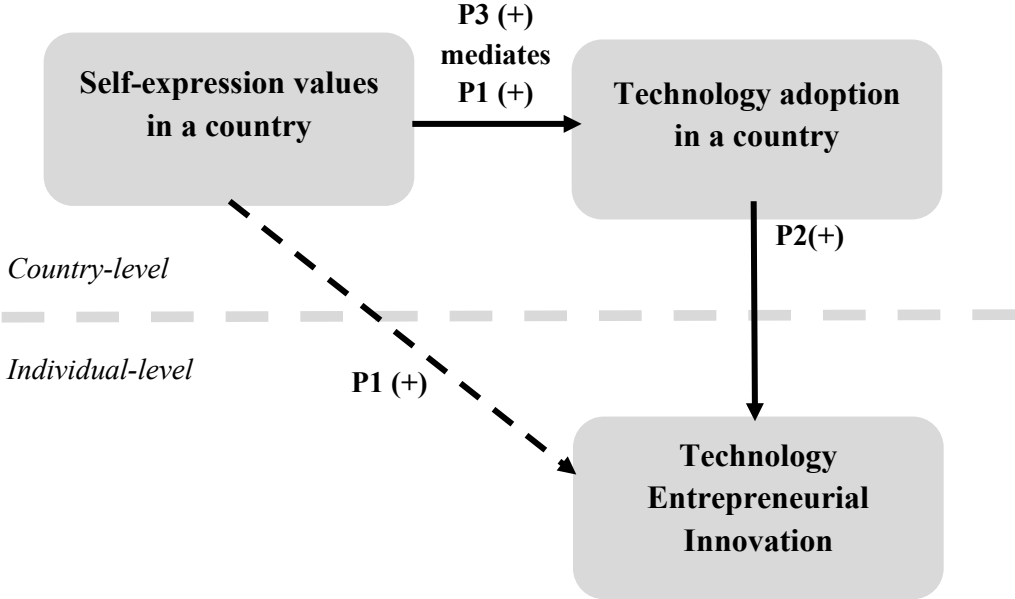 P3 (+)
mediates
P1 (+)
Self-expression values
in a country
Technology adoption
in a country
P2(+)
Country-level
Individual-level
P1 (+)
Technology
Entrepreneurial
Innovation